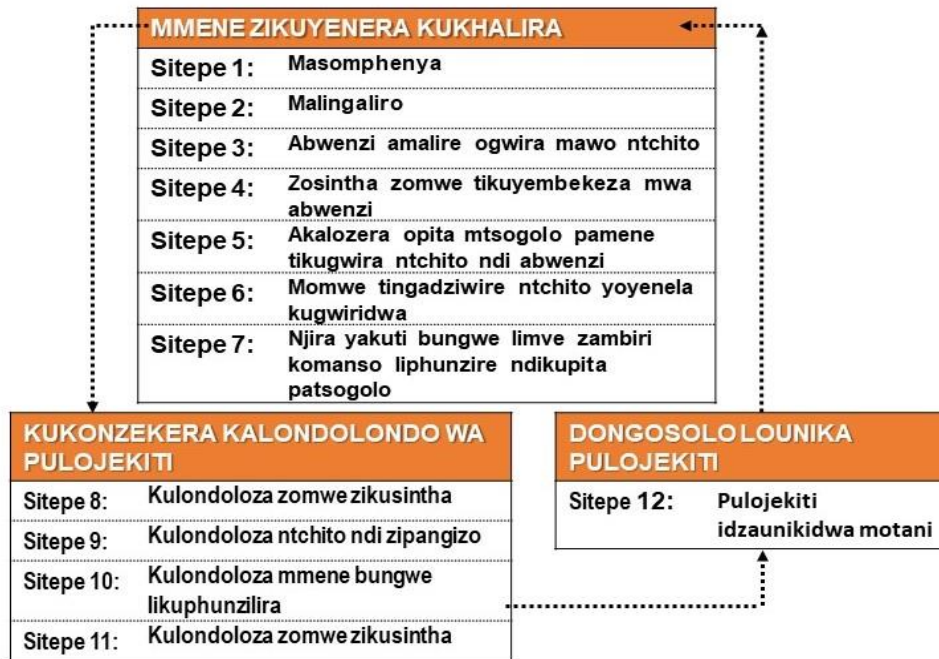 MMENE ZIKUYENERA KUKHALIRA
Sitepe 1: Masomphenya
Sitepe 2: Malingaliro
Sitepe 3: Abwenzi amalire ogwira mawo ntchito
Sitepe 4: Zosintha zomwe tikuyembekeza mwa
abwenzi
Sitepe 5: Akalozera opita mtsogolo pamene
tikugwira ntchito ndi abwenzi
Sitepe 6: Momwe tingadziwire ntchito yoyenela
kugwiridwa
Sitepe 7: Njira yakuti bungwe limve zambiri
komanso liphunzire ndikupita
patsogolo
KUKONZEKERA KALONDOLONDO WA
PULOJEKITI
Sitepe 8: Kulondoloza zomwe zikusintha
Sitepe 9: Kulondoloza ntchito ndi zipangizo
Sitepe 10: Kulondoloza mmene bungwe
likuphunzilira
Sitepe 11: Kulondoloza zomwe zikusintha
DONGOSOLO LOUNIKA
PULOJEKITI
Sitepe 12: Pulojekiti
idzaunikidwa motani